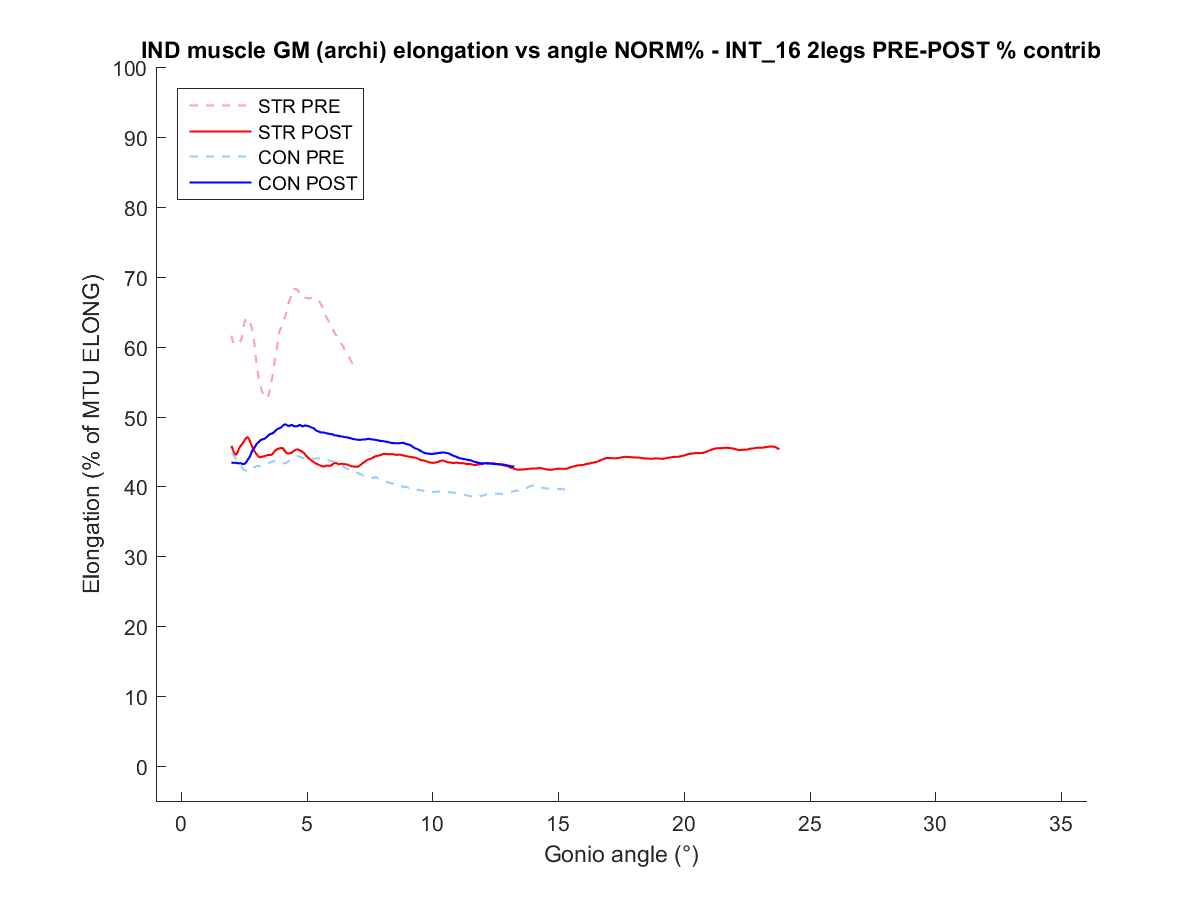 IND muscle GM (archi) elongation vs angle NORM% - INT_16 2legs PRE-POST % contrib
100
90
80
70
60
50
40
30
20
10
0
Elongation (% of MTU ELONG)
STR PRE
STR POST
CON PRE
CON POST
0 5 10 15 20 25 30 35
Gonio angle (°)